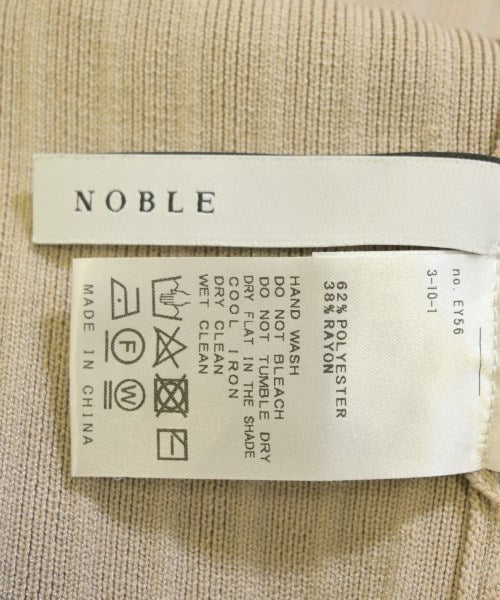 NOBLE
no. EY56
3-10-1
62% POLYESTER
38% RAYON
HAND WASH
DO NOT BLEACH
DO NOT TUMBLE DRY
DRY FLAT IN THE SHADE
COOL IRON
DRY CLEAN
WET CLEAN
F
W
MADE IN CHINA